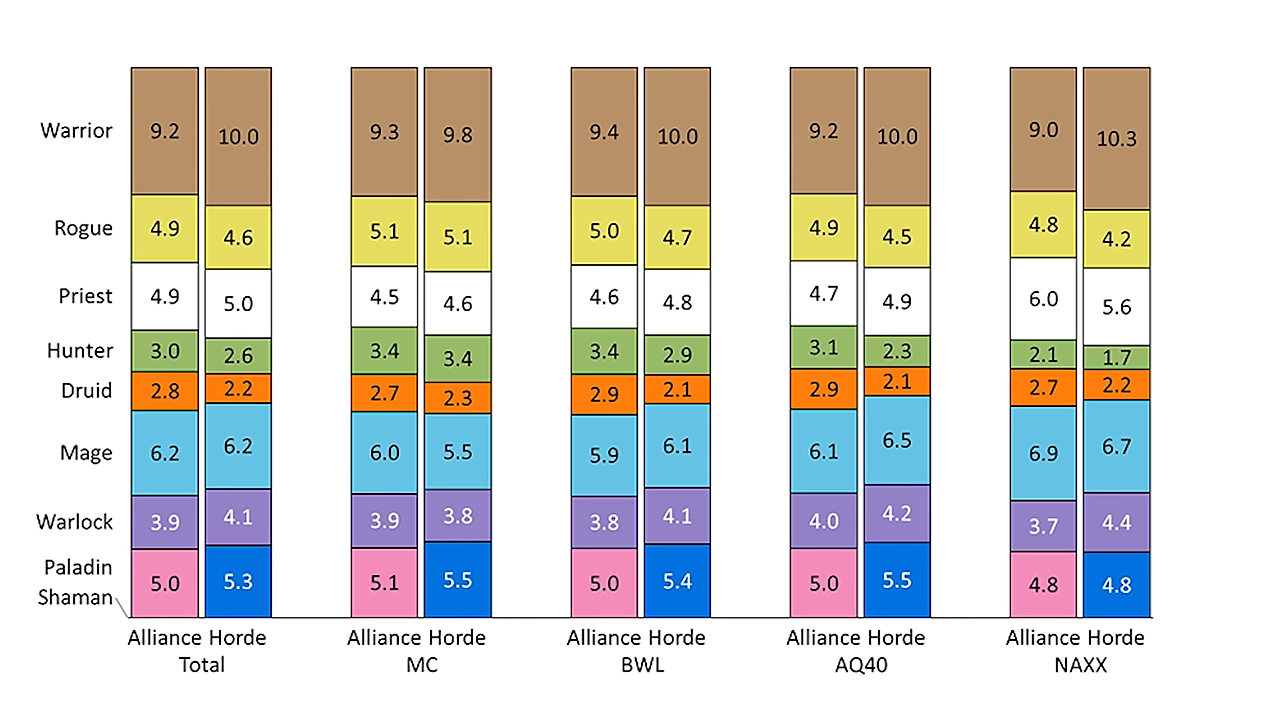 Warrior 9.2 10.0 9.3 9.8 9.4 10.0 9.2 10.0 9.0 10.3
Rogue 4.9 4.6 5.1 5.1 5.0 4.7 4.9 4.5 4.8 4.2
Priest 4.9 5.0 4.5 4.6 4.6 4.8 4.7 4.9 6.0 5.6
Hunter 3.0 2.6 3.4 3.4 3.4 2.9 3.1 2.3 2.1 1.7
Druid 2.8 2.2 2.7 2.3 2.9 2.1 2.9 2.1 2.7 2.2
Mage 6.2 6.2 6.0 5.5 5.9 6.1 6.1 6.5 6.9 6.7
Warlock 3.9 4.1 3.9 3.8 3.8 4.1 4.0 4.2 3.7 4.4
Paladin 5.0 5.3 5.1 5.5 5.0 5.4 5.0 5.5 4.8 4.8
Shaman
Alliance Horde Alliance Horde Alliance Horde Alliance Horde Alliance Horde
Total MC BWL AQ40 NAXX